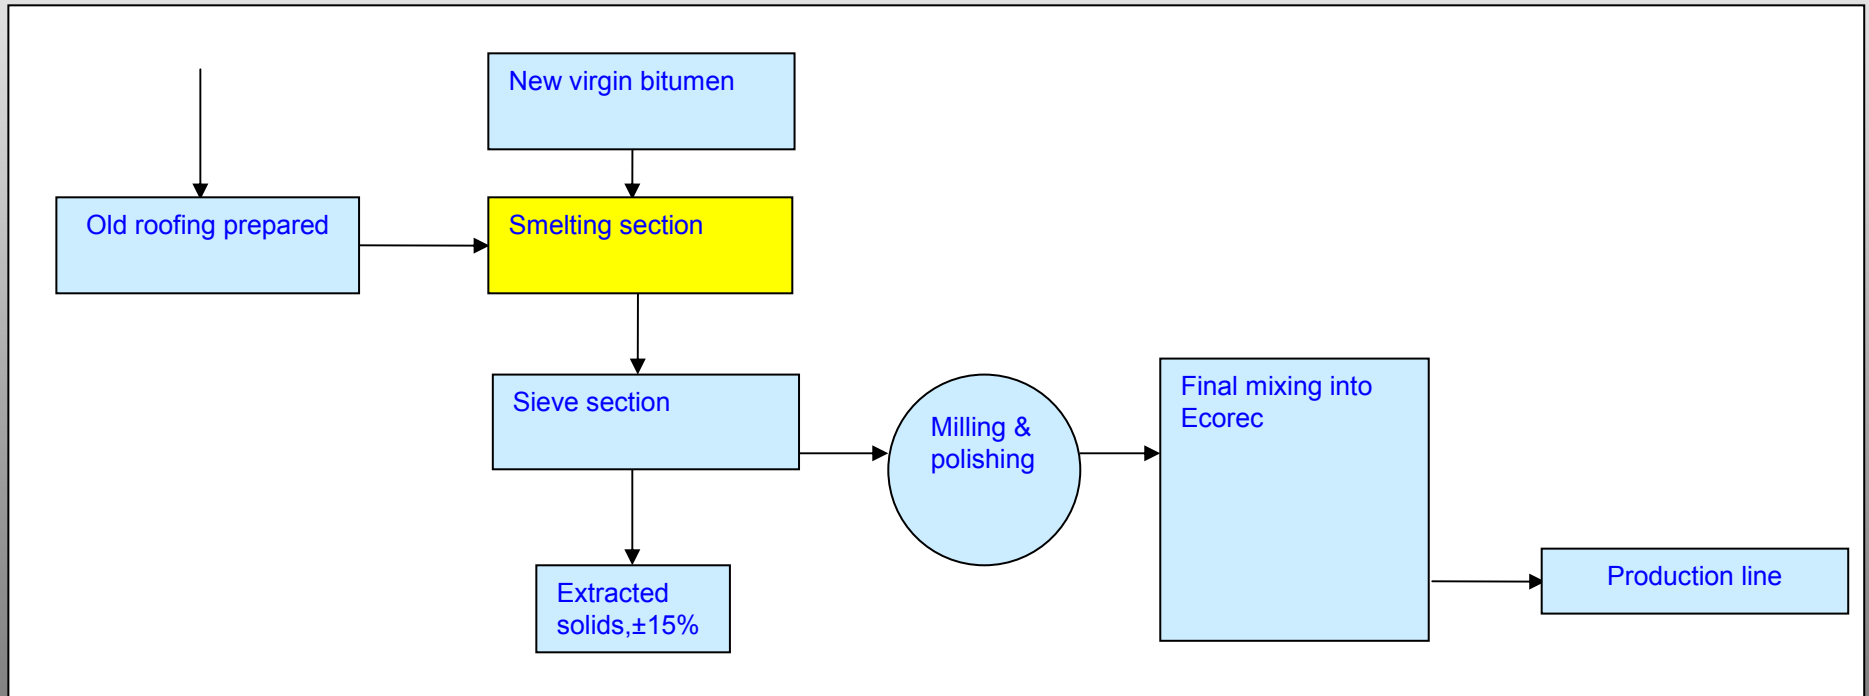 New virgin bitumen
Old roofing prepared
Smelting section
Sieve section
Milling &
polishing
Final mixing into
Ecorec
Extracted
solids,±15%
Production line